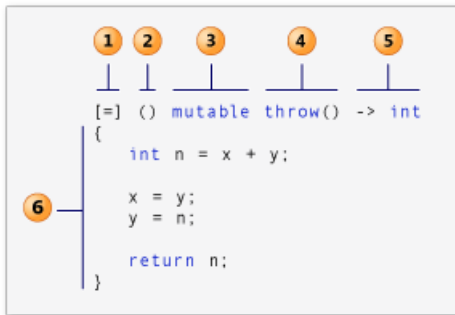 1 2 3 4 5
[=] () mutable throw() -> int
{
int n = x + y;
x = y;
y = n;
6
return n;
}